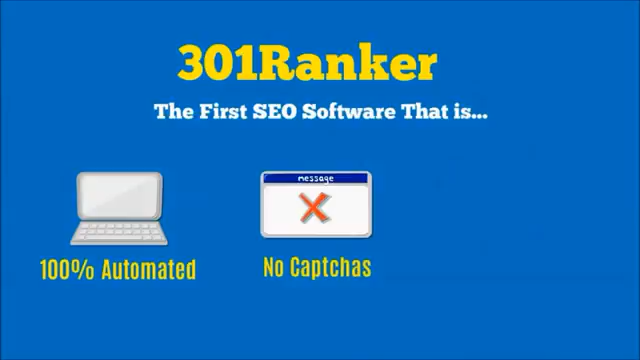 301Ranker
The First SEO Software That is...
message
100% Automated
No Captchas